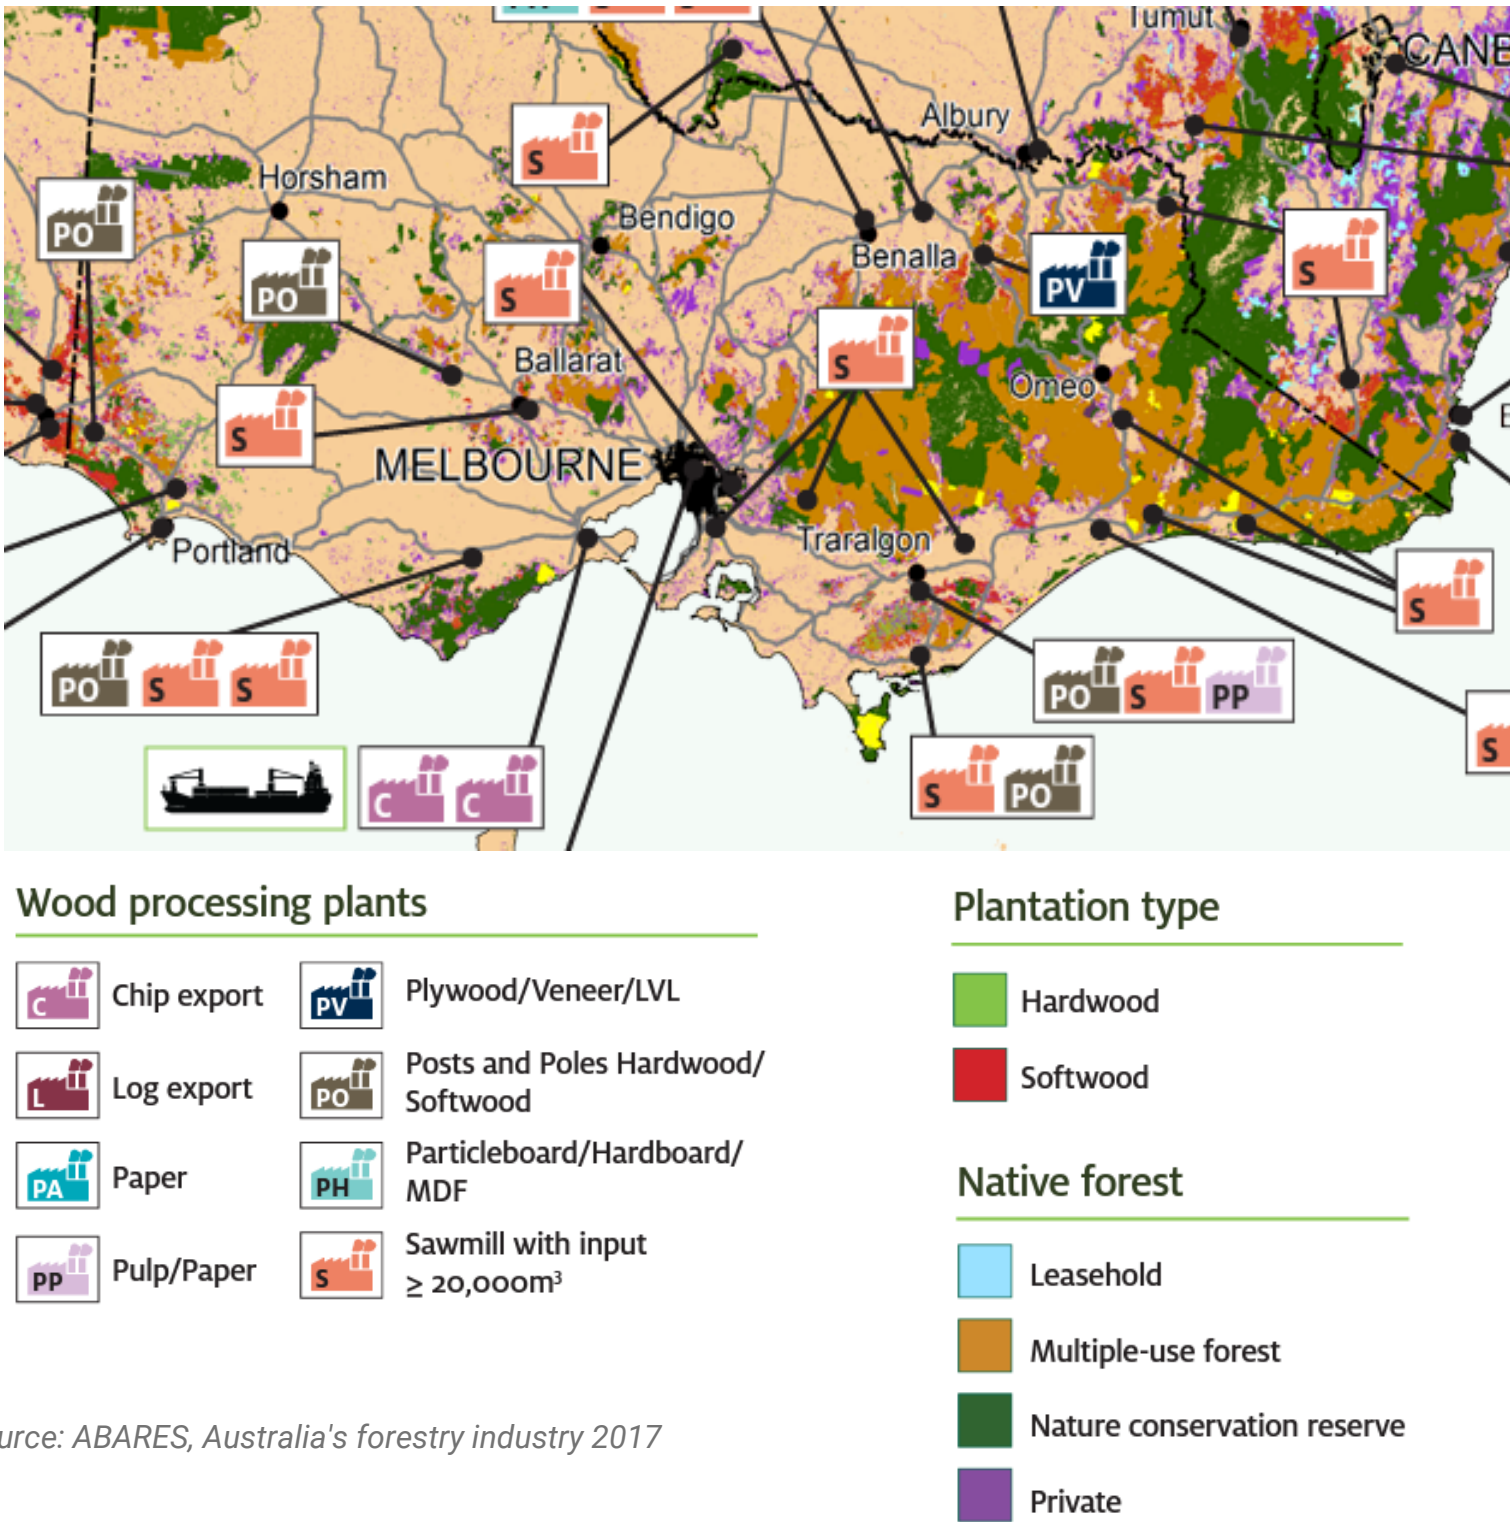 Tumut
CANB
Albury
S
Horsham
PO
Bendigo
Benalla
S
PO
S
PV
S
Ballarat
Omeo
S
MELBOURNE
Traralgon
Portland
S
PO S S
PO S PP
S
C C
S PO
Wood processing plants
C Chip export
PV Plywood/Veneer/LVL
L Log export
PO Posts and Poles Hardwood/
Softwood
PA Paper
PH Particleboard/Hardboard/
MDF
PP Pulp/Paper
S Sawmill with input
≥ 20,000m³
Plantation type
Hardwood
Softwood
Native forest
Leasehold
Multiple-use forest
Nature conservation reserve
Private
urce: ABARES, Australia's forestry industry 2017